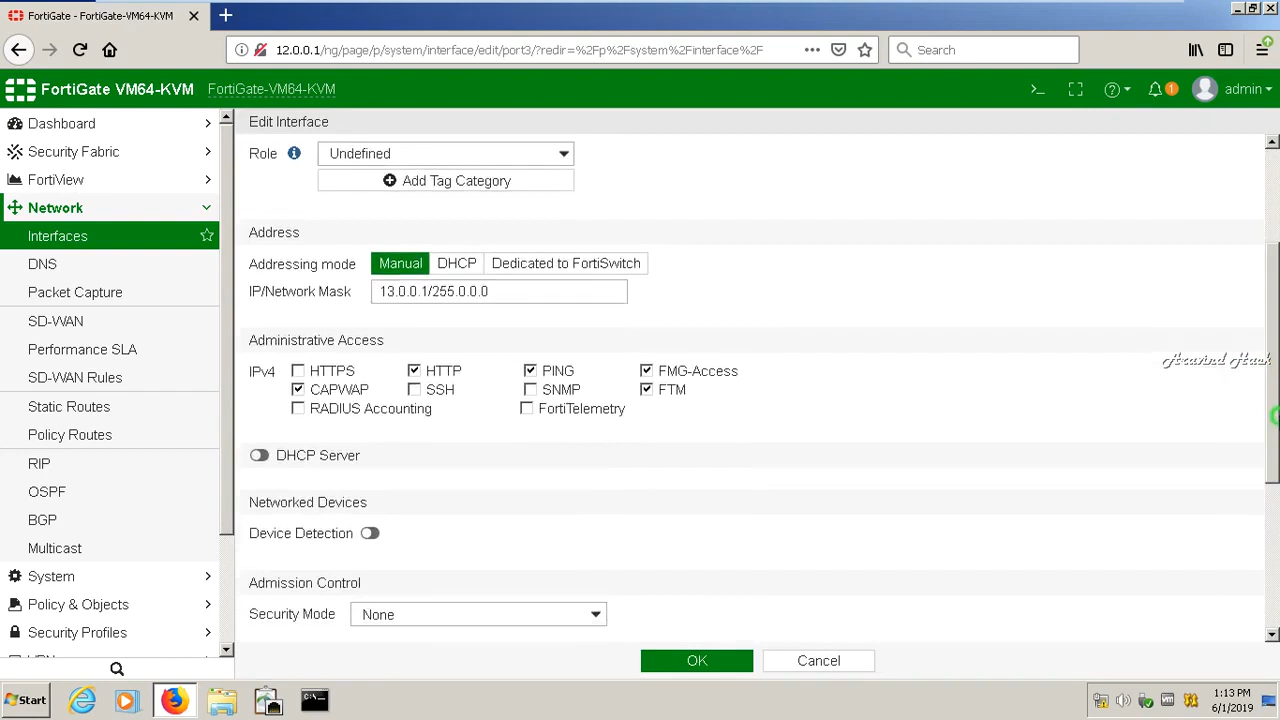 FortiGate - FortiGate-VM64-KVM
12.0.0.1/ng/page/p/system/interface/edit/port3/?redir=%2Fp%2Fsystem%2Finterface%2F
Search
FortiGate VM64-KVM
FortiGate-VM64-KVM
1
admin
Dashboard
Security Fabric
FortiView
Network
Interfaces
DNS
Packet Capture
SD-WAN
Performance SLA
SD-WAN Rules
Static Routes
Policy Routes
RIP
OSPF
BGP
Multicast
System
Policy & Objects
Security Profiles
Edit Interface
Role
Undefined
Add Tag Category
Address
Addressing mode
Manual
DHCP
Dedicated to FortiSwitch
IP/Network Mask
13.0.0.1/255.0.0.0
Administrative Access
IPv4
HTTPS
HTTP
PING
FMG-Access
CAPWAP
SSH
SNMP
FTM
RADIUS Accounting
FortiTelemetry
DHCP Server
Networked Devices
Device Detection
Admission Control
Security Mode
None
OK
Cancel
Aravind Hack
Start
C:\.
1:13 PM
6/1/2019